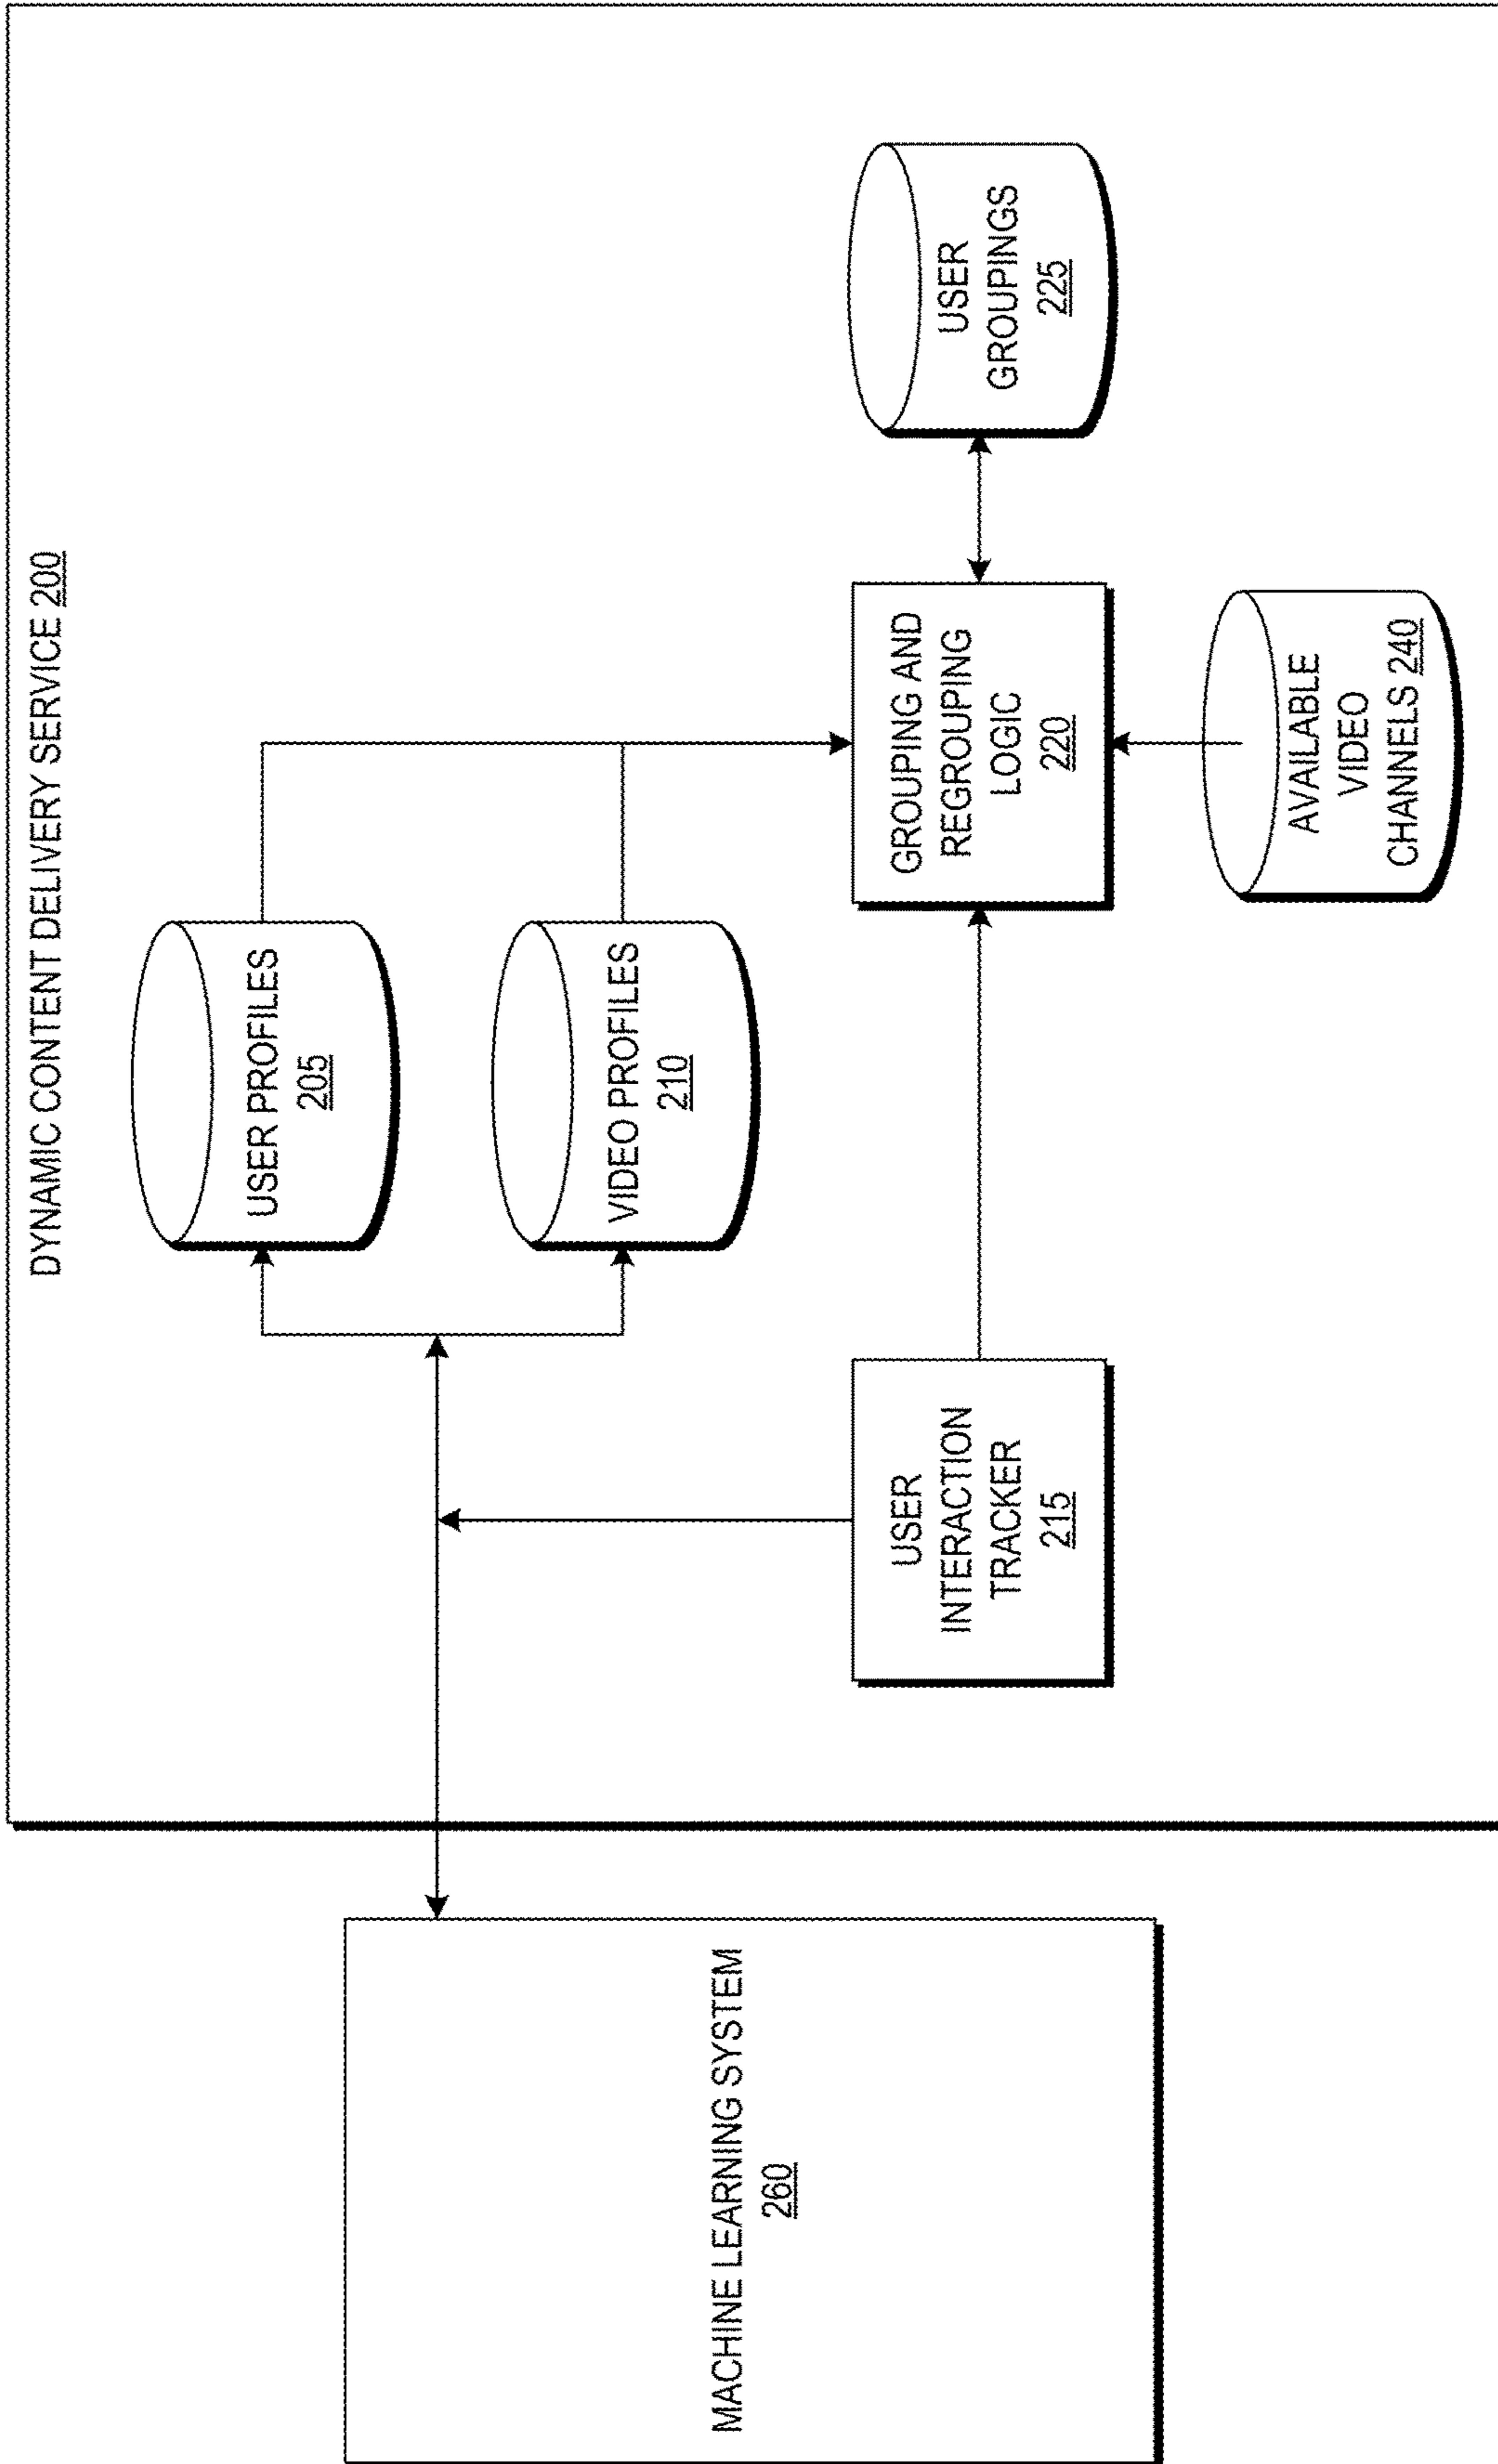 DYNAMIC CONTENT DELIVERY SERVICE 200
MACHINE LEARNING SYSTEM
260
USER PROFILES
205
VIDEO PROFILES
210
USER
INTERACTION
TRACKER
215
GROUPING AND
REGROUPING
LOGIC
220
USER
GROUPINGS
225
AVAILABLE
VIDEO
CHANNELS 240